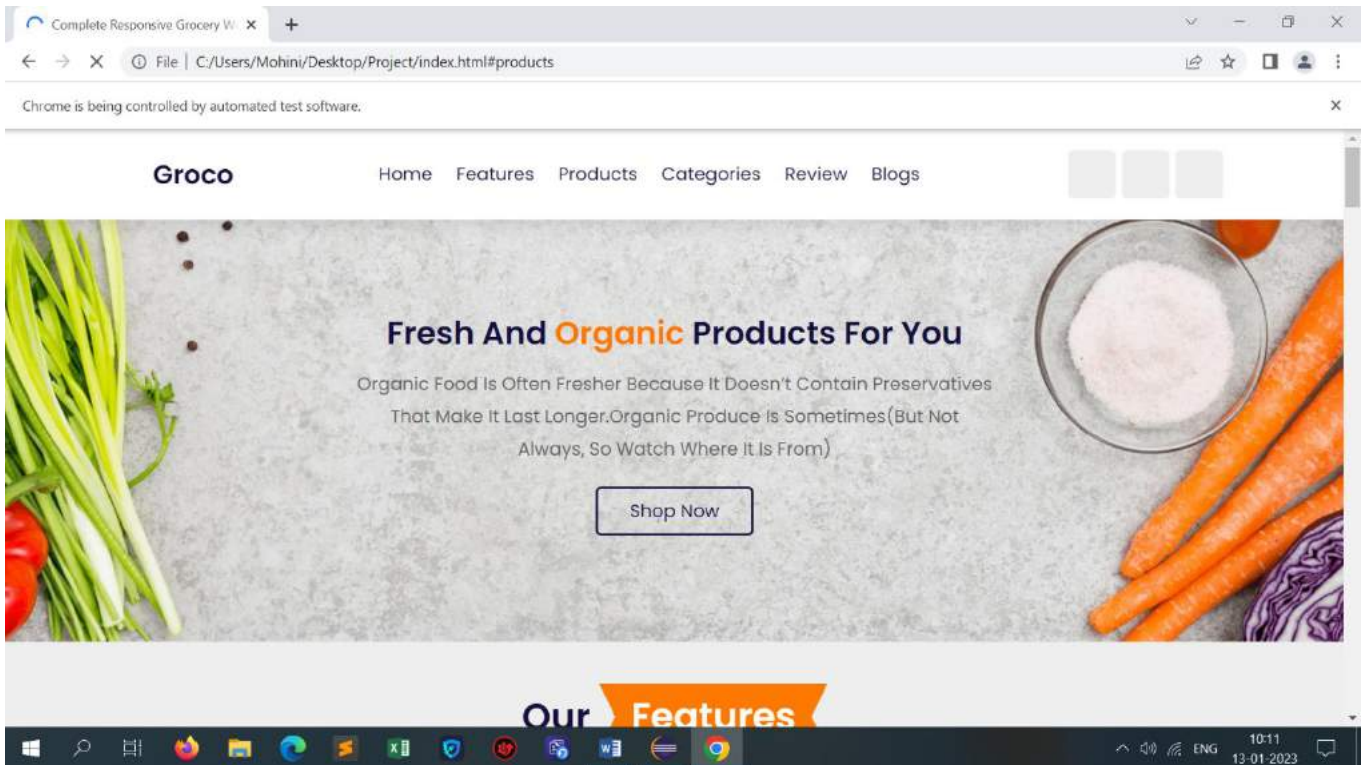 Complete Responsive Grocery W
File | C:/Users/Mohini/Desktop/Project/index.html#products
Chrome is being controlled by automated test software.
Groco Home Features Products Categories Review Blogs
Fresh And Organic Products For You
Organic Food Is Often Fresher Because It Doesn't Contain Preservatives
That Make It Last Longer.Organic Produce Is Sometimes(But Not
Always, So Watch Where It Is From)
Shop Now
Our Features
ENG
10:11
13-01-2023